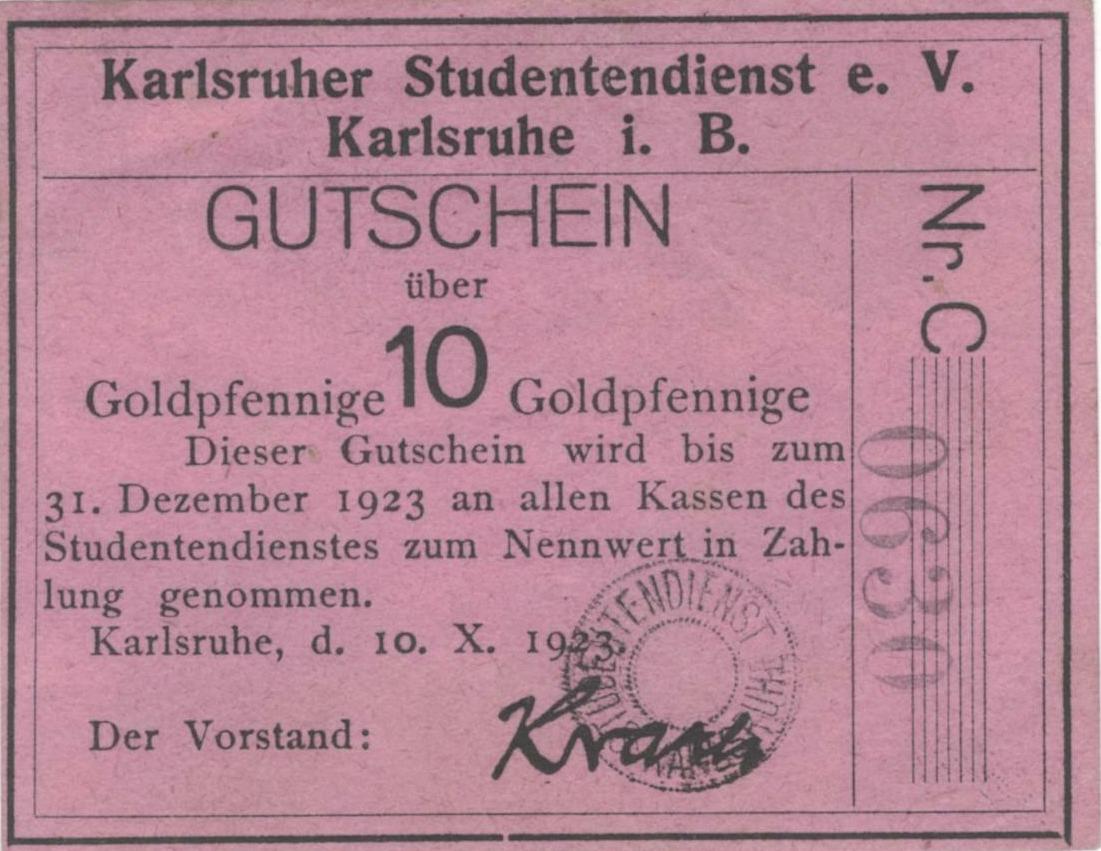 Karlsruher Studentendienst e. V.
Karlsruhe i. B.
GUTSCHEIN
über
Goldpfennige 10 Goldpfennige
Dieser Gutschein wird bis zum
31. Dezember 1923 an allen Kassen des
Studentendienstes zum Nennwert in Zah-
lung genommen.
Karlsruhe, d. 10. X. 1923.
Der Vorstand:
STUDENTENDIENST
Nr. C
0630